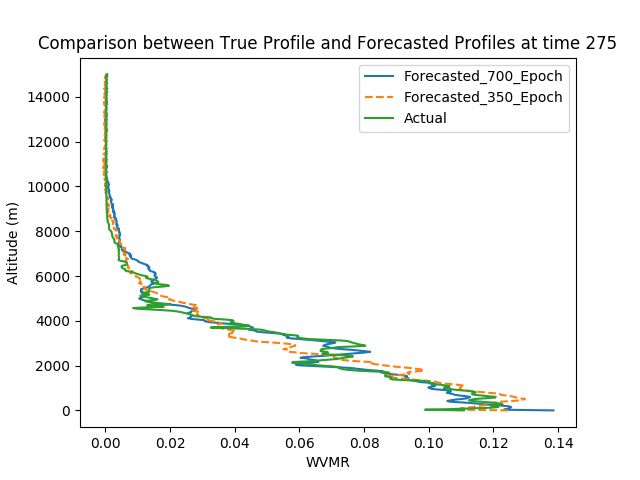 Comparison between True Profile and Forecasted Profiles at time 275
Forecasted_700_Epoch
Forecasted_350_Epoch
Actual
14000
12000
10000
8000
6000
4000
2000
0
Altitude (m)
0.00 0.02 0.04 0.06 0.08 0.10 0.12 0.14
WVMR